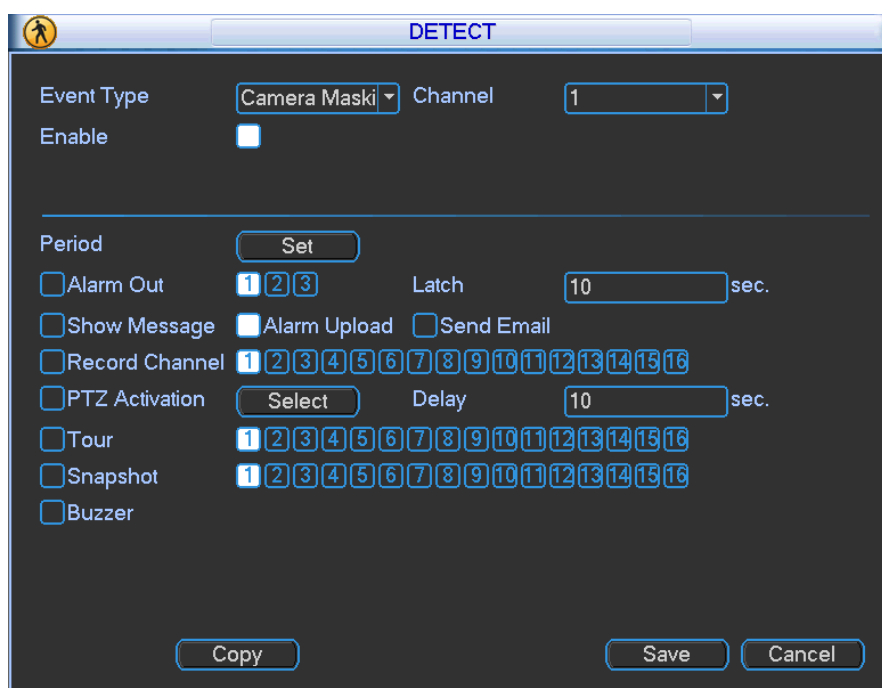 DETECT
Event Type Camera Maski Channel 1
Enable
Period Set
Alarm Out 1 2 3 Latch 10 sec.
Show Message Alarm Upload Send Email
Record Channel 1 2 3 4 5 6 7 8 9 10 11 12 13 14 15 16
PTZ Activation Select Delay 10 sec.
Tour 1 2 3 4 5 6 7 8 9 10 11 12 13 14 15 16
Snapshot 1 2 3 4 5 6 7 8 9 10 11 12 13 14 15 16
Buzzer
Copy Save Cancel